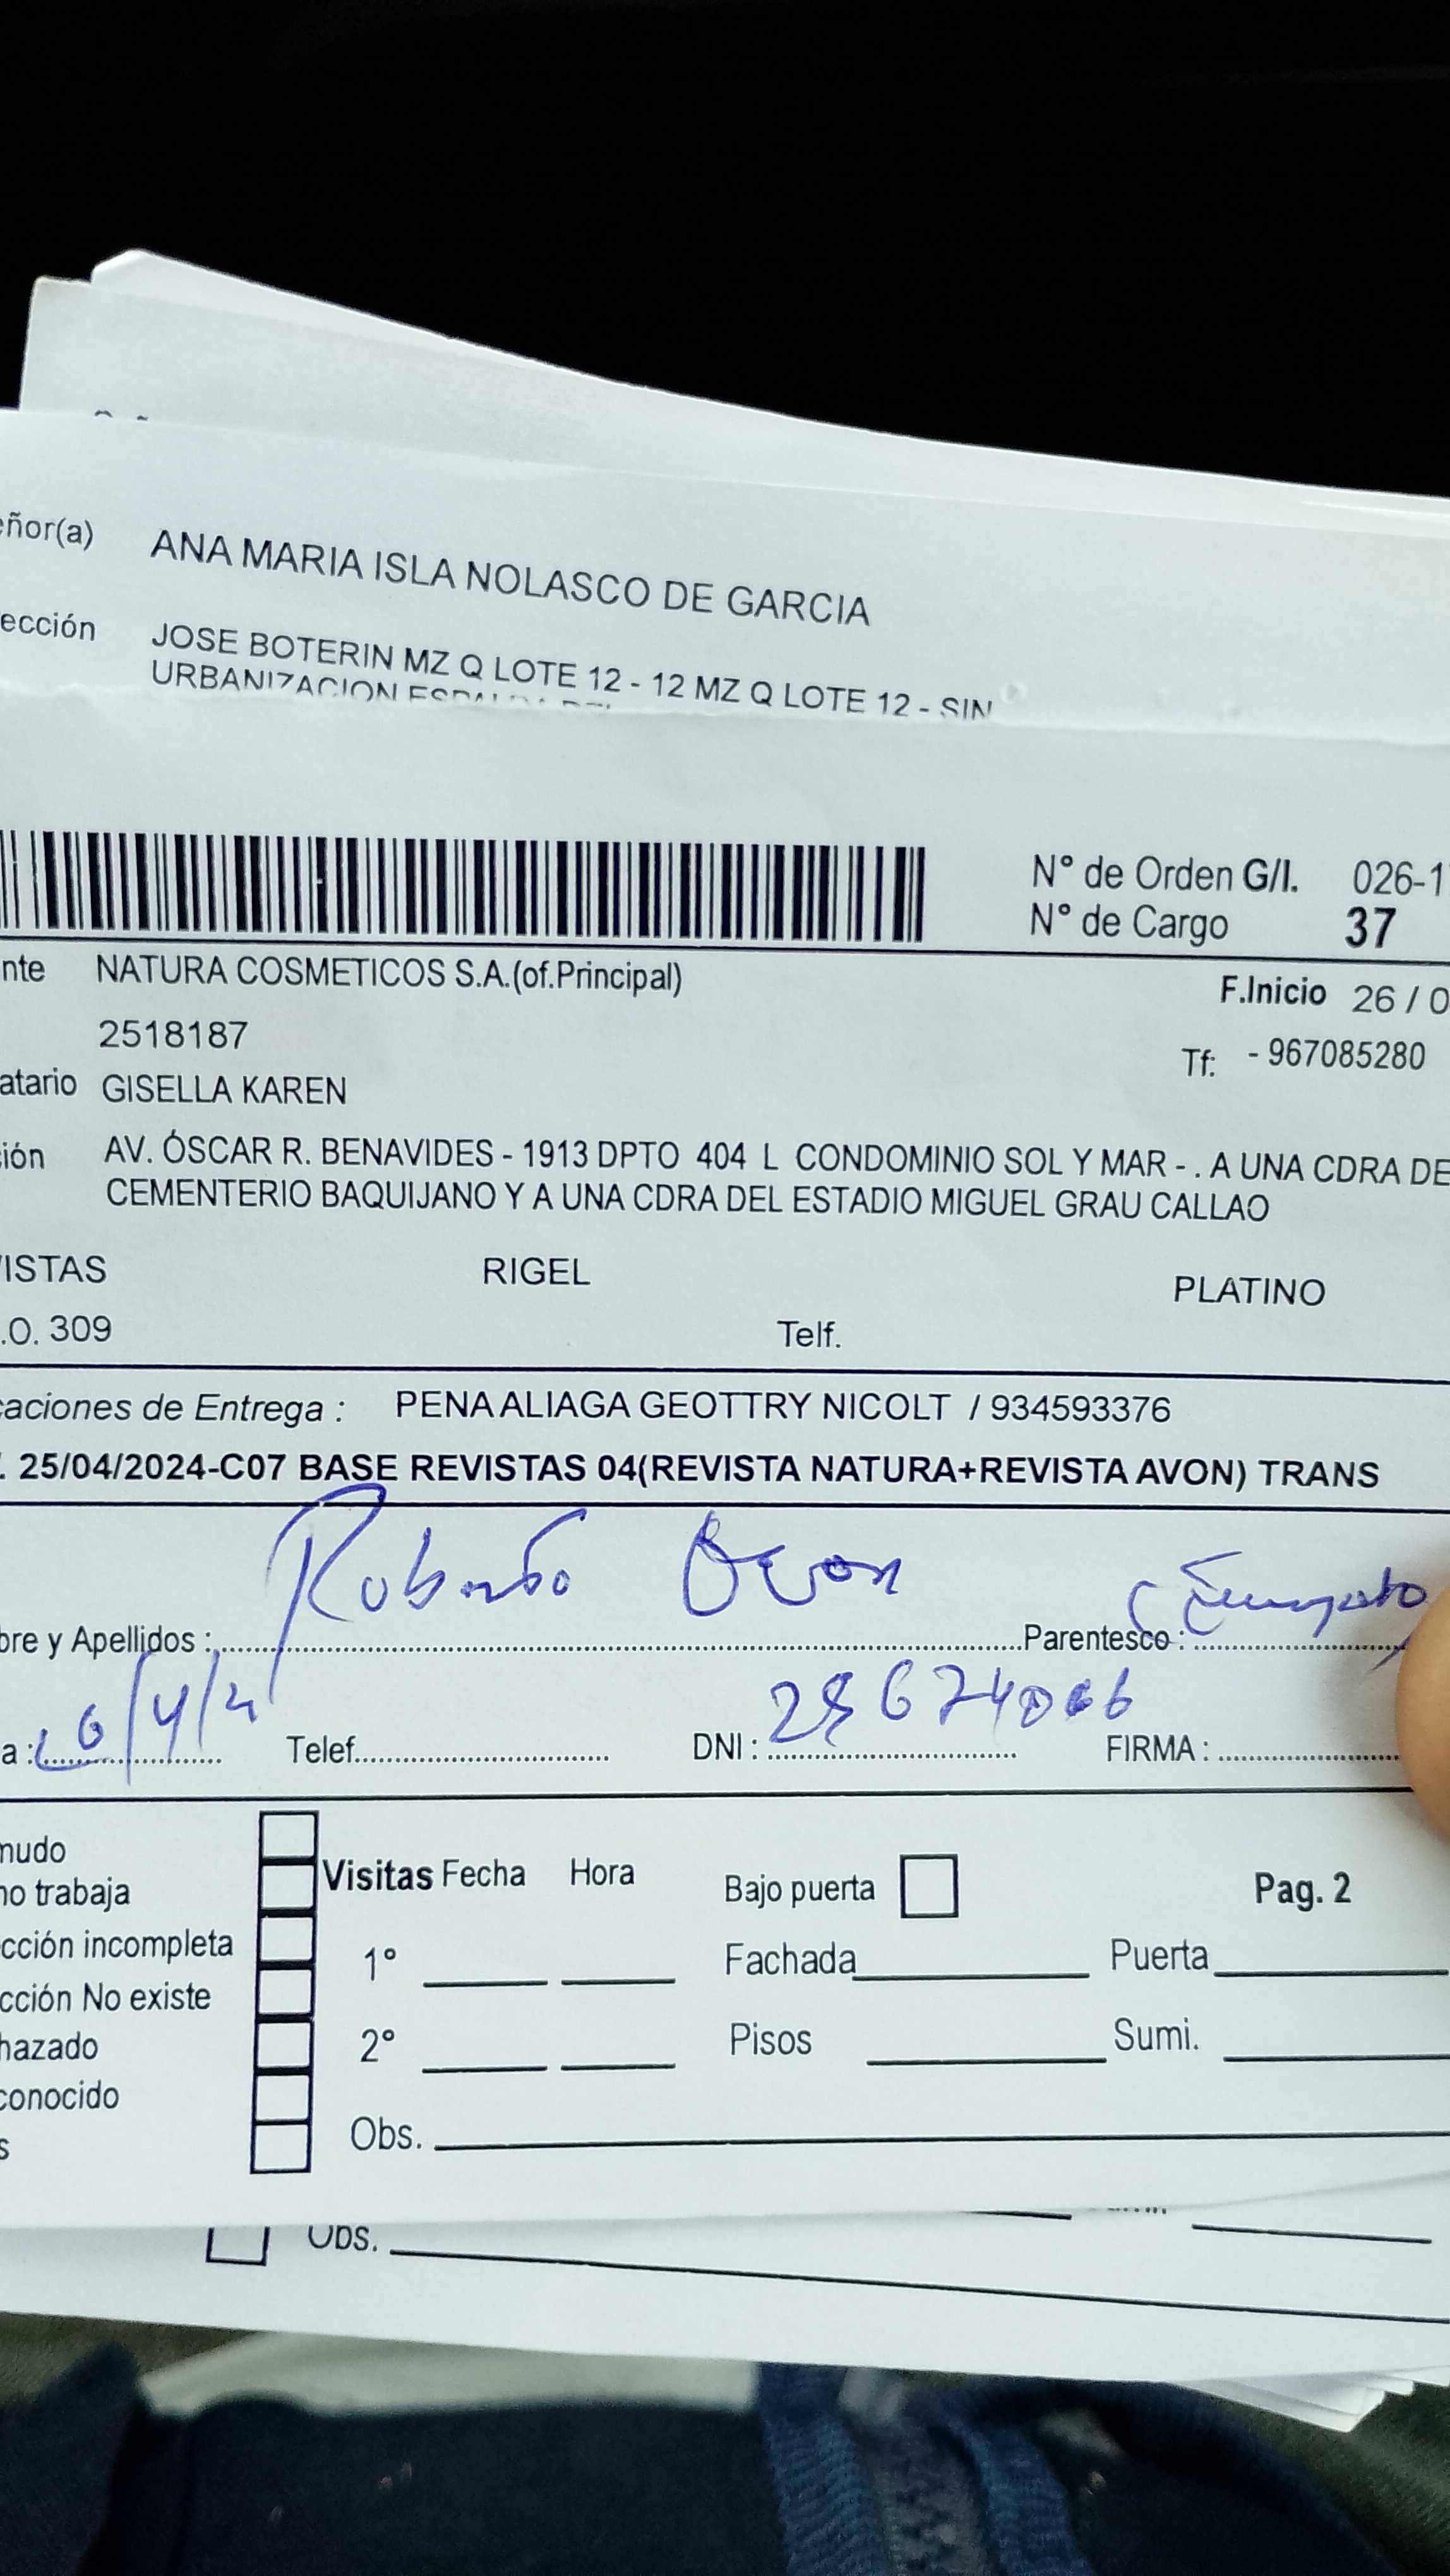 eñor(a) ANA MARIA ISLA NOLASCO DE GARCIA
ección JOSE BOTERIN MZ Q LOTE 12 - 12 MZ Q LOTE 12 - SIN
URBANIZACION ESPALDA DEL
N° de Orden G/I. 026-1
N° de Cargo 37
nte NATURA COSMETICOS S.A.(of.Principal)
F.Inicio 26 / 0
2518187
Tf: - 967085280
atario GISELLA KAREN
ión AV. ÓSCAR R. BENAVIDES - 1913 DPTO 404 L CONDOMINIO SOL Y MAR - . A UNA CDRA DE
CEMENTERIO BAQUIJANO Y A UNA CDRA DEL ESTADIO MIGUEL GRAU CALLAO
ISTAS RIGEL PLATINO
.O. 309 Telf.
caciones de Entrega : PENA ALIAGA GEOTTRY NICOLT / 934593376
. 25/04/2024-C07 BASE REVISTAS 04(REVISTA NATURA+REVISTA AVON) TRANS
Roberto
bre y Apellidos : Parentesco :
a : Telef. DNI : FIRMA :
mudo
no trabaja
cción incompleta
cción No existe
hazado
conocido
s
Visitas Fecha Hora
1°
2°
Obs.
Bajo puerta Pag. 2
Fachada Puerta
Pisos Sumi.
Obs.